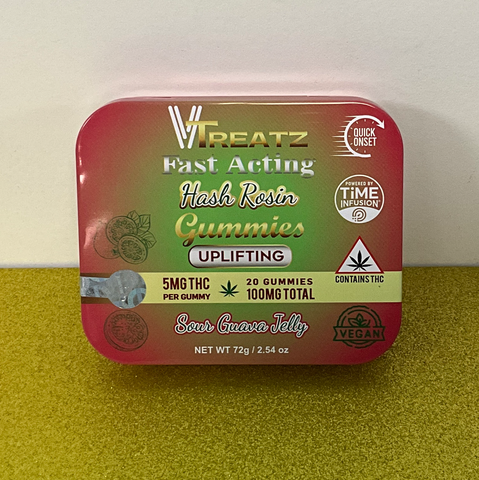 VTREATZ
Fast Acting
Hash Rosin
Gummies
UPLIFTING
QUICK
ONSET
POWERED BY
TiME
INFUSION
CONTAINS THC
5MG THC
PER GUMMY
20 GUMMIES
100MG TOTAL
Sour Guava Jelly
VEGAN
NET WT 72g / 2.54 oz